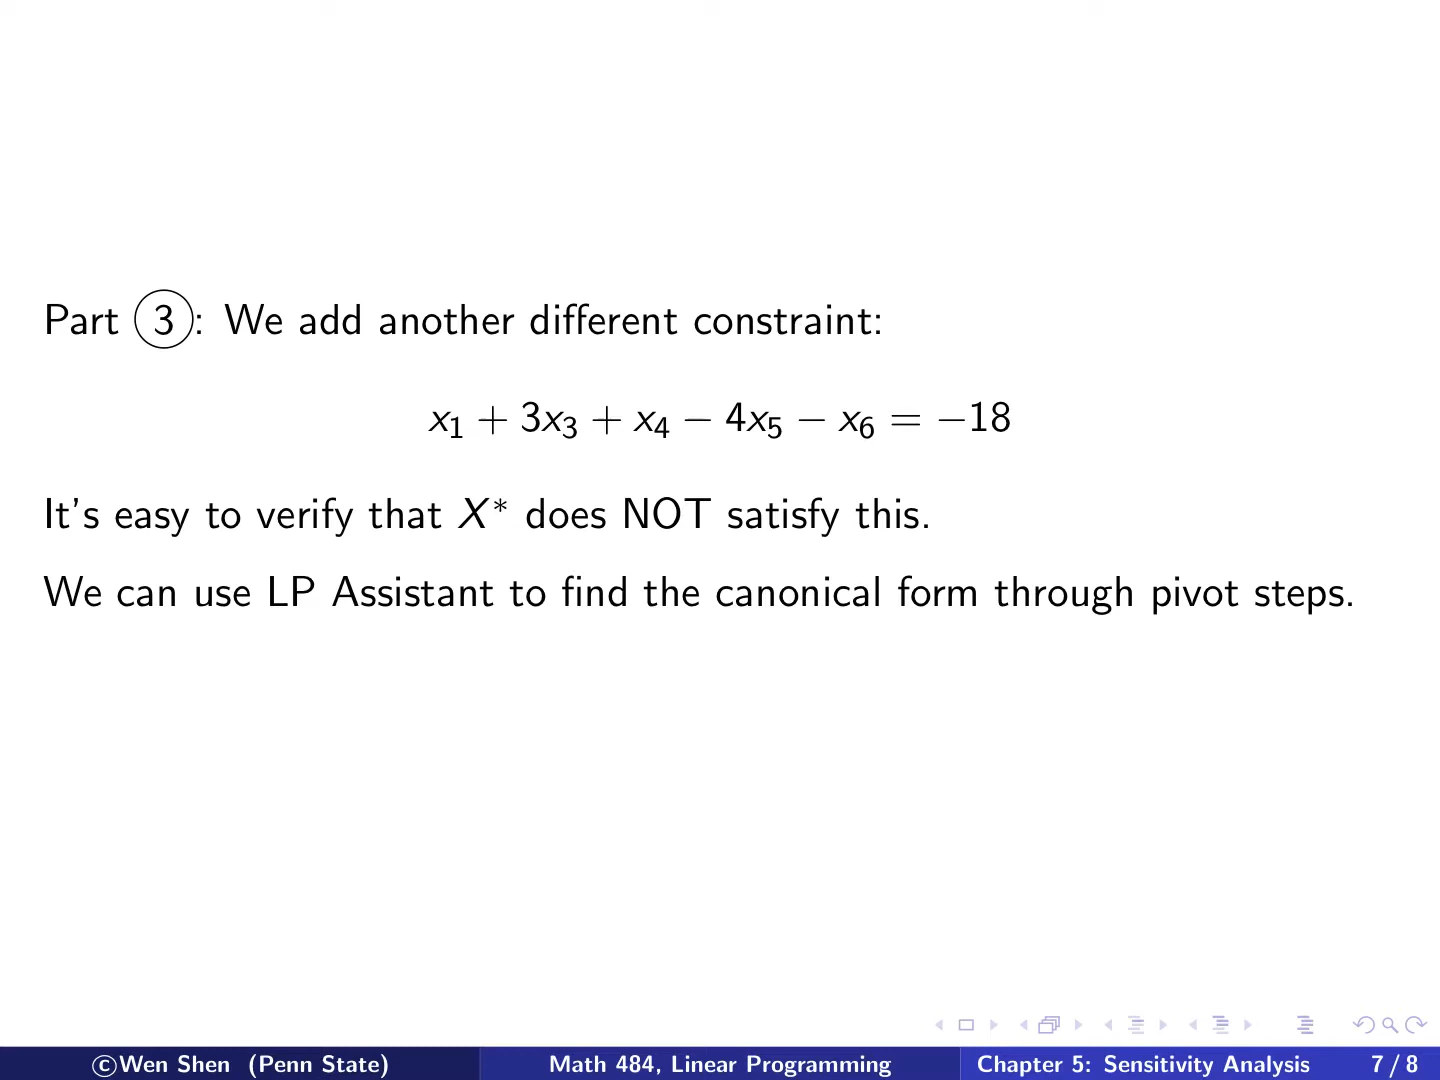 Part ③: We add another different constraint:
x₁ + 3x₃ + x₄ − 4x₅ − x₆ = −18
It's easy to verify that X* does NOT satisfy this.
We can use LP Assistant to find the canonical form through pivot steps.
©Wen Shen (Penn State) Math 484, Linear Programming Chapter 5: Sensitivity Analysis 7 / 8